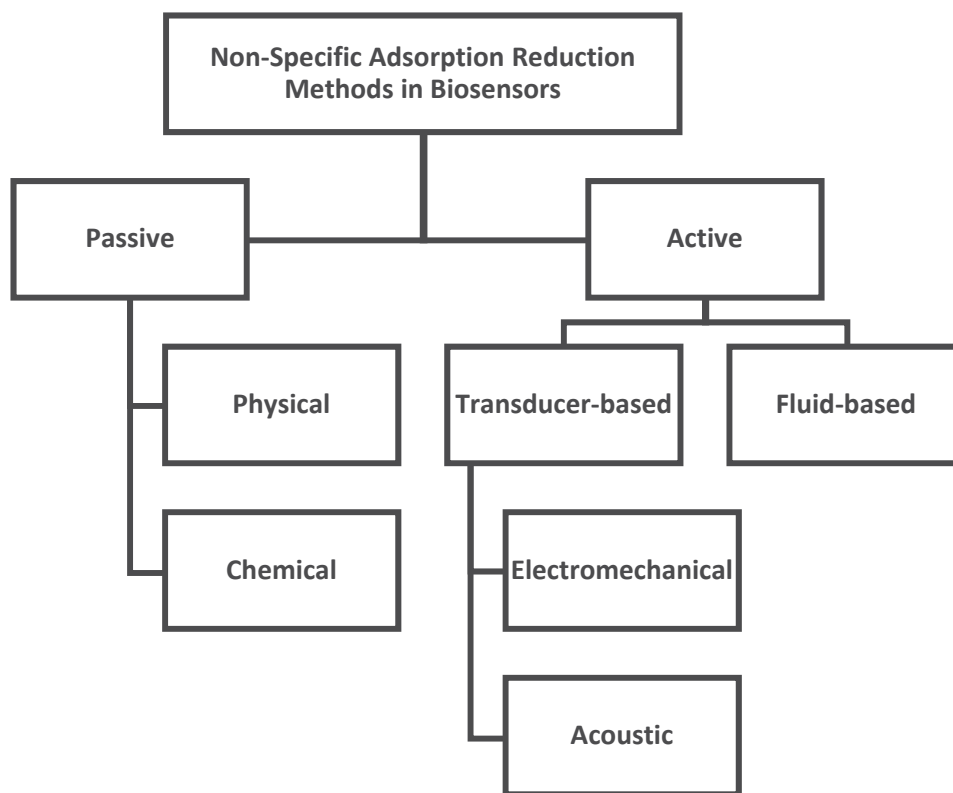 Non-Specific Adsorption Reduction
Methods in Biosensors
Passive
Active
Physical
Transducer-based
Fluid-based
Chemical
Electromechanical
Acoustic